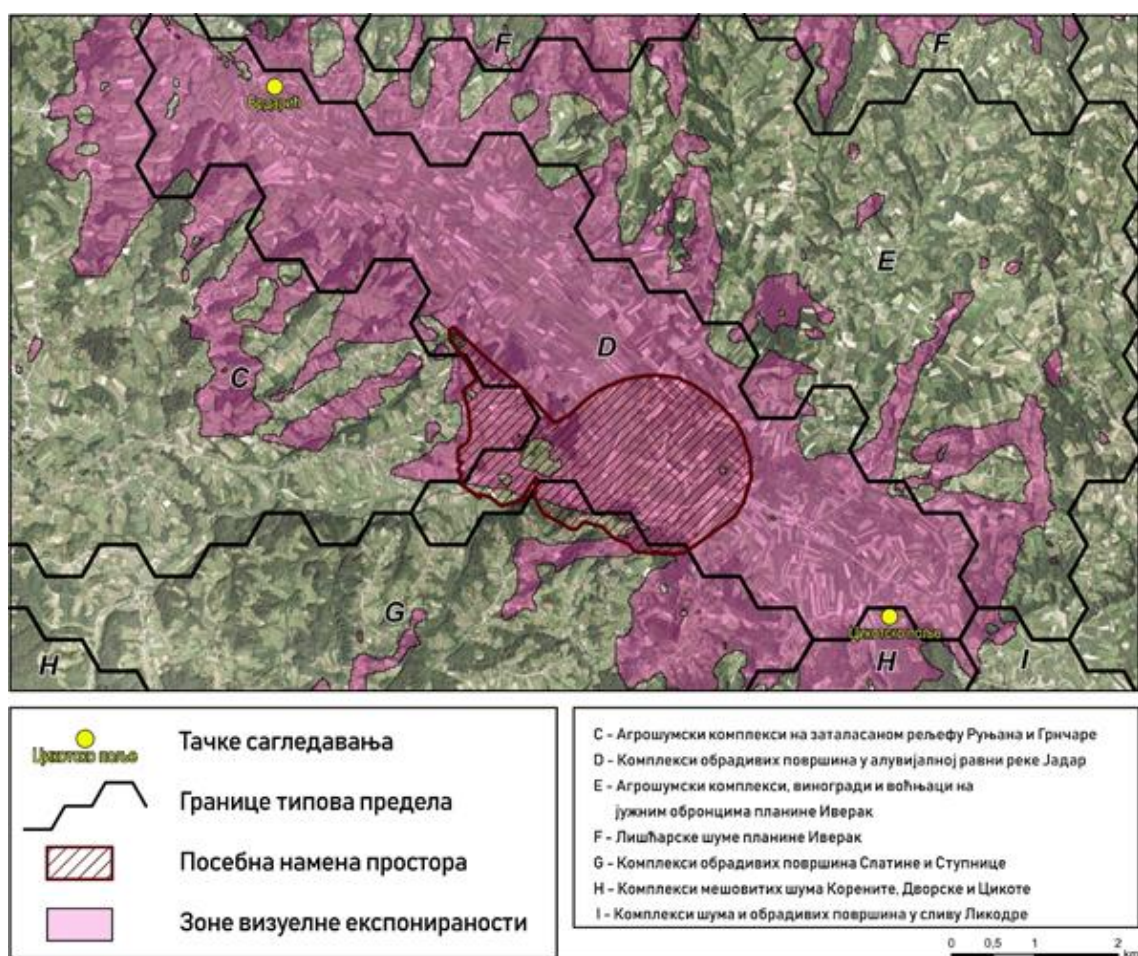 F
F
Брдарић
E
D
C
Цикотско поље
G
H
H
I
Цикотско поље
Тачке сагледавања
Границе типова предела
Посебна намена простора
Зоне визуелне експонираности
C - Агрошумски комплекси на заталасаном рељефу Руњана и Грнчаре
D - Комплекси обрадивих површина у алувијалној равни реке Јадар
E - Агрошумски комплекси, виногради и воћњаци на
јужним обронцима планине Иверак
F - Лишћарске шуме планине Иверак
G - Комплекси обрадивих површина Слатине и Ступнице
H - Комплекси мешовитих шума Корените, Дворске и Цикоте
I - Комплекси шума и обрадивих површина у сливу Ликодре
0 0,5 1 2
km